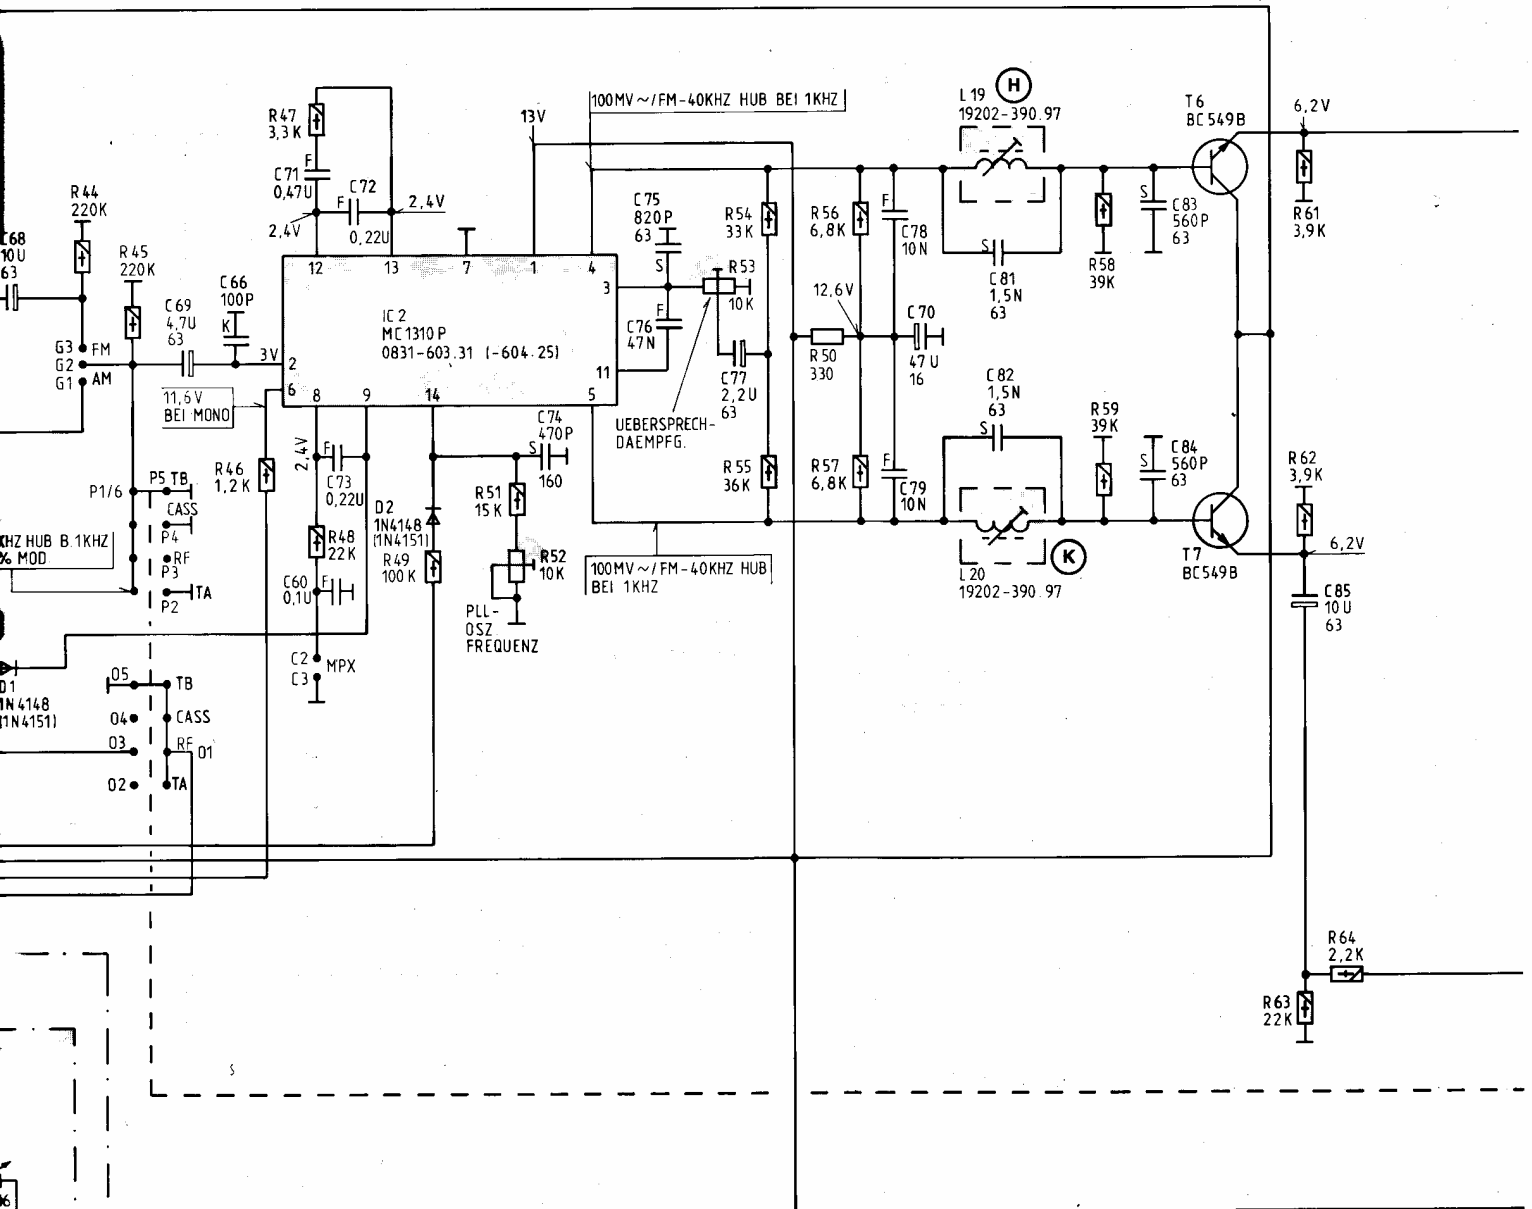 R47
3,3K
C71
0,47U
F
C72
F
0,22U
2,4V
2,4V
R44
220K
C68
10U
63
R45
220K
C66
100P
K
C69
4,7U
63
G3 FM
G2
G1 AM
3V
11,6V
BEI MONO
12
13
7
1
4
2
6
8
9
14
3
11
5
IC2
MC1310P
0831-603.31 (-604.25)
13V
100MV~/FM-40KHZ HUB BEI 1KHZ
C75
820P
63
S
F
C76
47N
R53
10K
C77
2,2U
63
UEBERSPRECH-
DAEMPFG.
R54
33K
R55
36K
R56
6,8K
R57
6,8K
F
C78
10N
F
C79
10N
12,6V
R50
330
C70
47U
16
L19
19202-390.97
H
S
C81
1,5N
63
C82
1,5N
63
S
R58
39K
R59
39K
S
C83
560P
63
C84
560P
63
S
T6
BC549B
T7
BC549B
6,2V
R61
3,9K
R62
3,9K
6,2V
C85
10U
63
L20
19202-390.97
K
R46
1,2K
2,4V
F
C73
0,22U
R48
22K
C60
0,1U
F
C2
MPX
C3
D2
1N4148
(1N4151)
R49
100K
R51
15K
C74
470P
S
160
R52
10K
PLL-
OSZ
FREQUENZ
100MV~/FM-40KHZ HUB
BEI 1KHZ
P1/6
P5 TB
CASS
P4
RF
P3
TA
P2
KHZ HUB B.1KHZ
% MOD
D1
1N4148
(1N4151)
05
TB
04
CASS
03
RF
01
02
TA
R64
2,2K
R63
22K
S